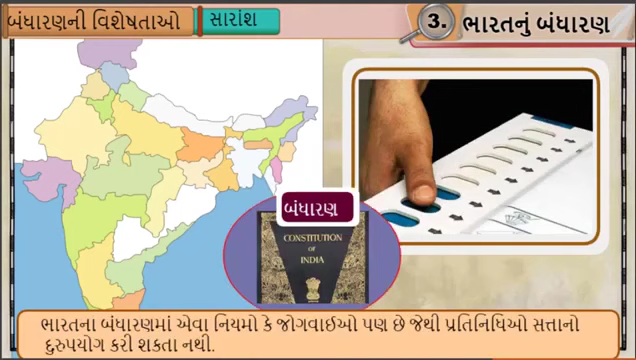 બંધારણની વિશેષતાઓ
સારાંશ
3. ભારતનું બંધારણ
બંધારણ
CONSTITUTION
OF
INDIA
ભારતના બંધારણમાં એવા નિયમો કે જોગવાઈઓ પણ છે જેથી પ્રતિનિધિઓ સત્તાનો
દુરુપયોગ કરી શકતા નથી.